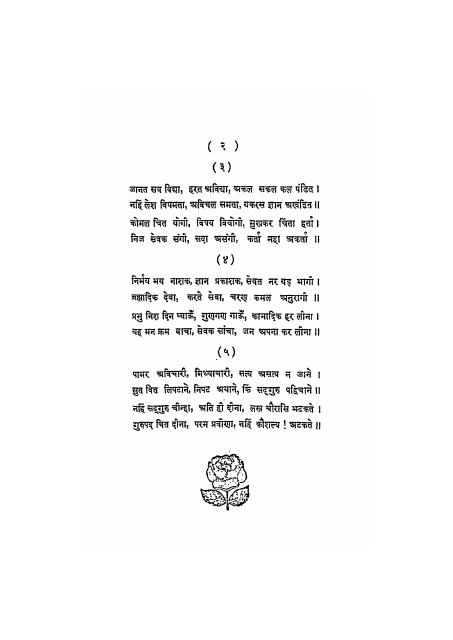 ( २ )
( ३ )
जानत सब विद्या, हरत अविद्या, अकल सकल कल पंडित ।
नहिं लेश विषमता, अविचल समता, यकरस ज्ञान अखंडित ॥
कोमल चित योगी, विषय वियोगी, सुखकर चिंता हर्ता ।
निज सेवक संगी, सदा असंगी, कर्ता महा अकर्ता ॥
( ४ )
निर्भय भय नाशक, ज्ञान प्रकाशक, सेवत नर बड़ भागी ।
ब्रह्मादिक देवा, करते सेवा, चरण कमल अनुरागी ॥
प्रभु निश दिन ध्याऊँ, गुणगण गाऊँ, कामादिक हर लीना ।
यह मन क्रम बाचा, सेवक सांचा, जन अपना कर लीना ॥
( ५ )
पामर अविचारी, मिथ्याचारी, सत्य असत्य न जाने ।
सुत वित लिपटाने, निपट अयाने, किं सद्गुरु पहिचाने ॥
नहिं सद्गुरु चीन्हा, अति ही दीना, लख चौरासि भटकते ।
गुरुपद चित दीना, परम प्रवीणा, नहिं कौशल्य ! अटकते ॥